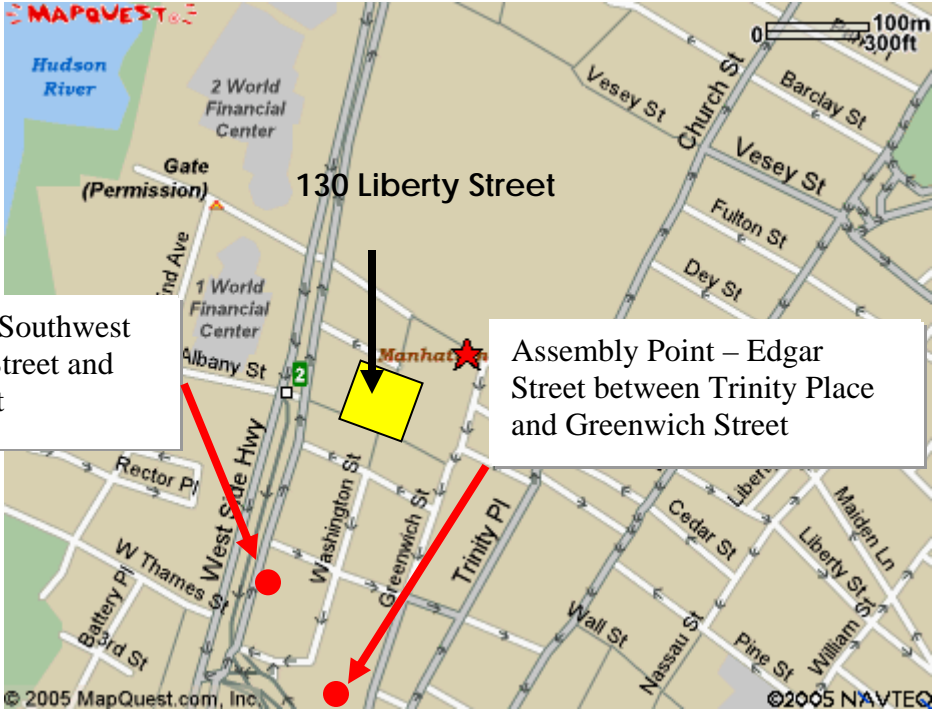 MAPQUEST
0 100m
300ft
Hudson
River
2 World
Financial
Center
Vesey St
Church St
Barclay St
Vesey St
Gate
(Permission)
130 Liberty Street
Fulton St
Dey St
nd Ave
1 World
Financial
Center
Southwest
treet and
t
Albany St
2
Manhat
Assembly Point – Edgar
Street between Trinity Place
and Greenwich Street
Rector Pl
West Side Hwy
Washington St
Greenwich St
Trinity Pl
Cedar St
Liber
Maiden Ln
Liberty St
W Thames St
Battery Pl
3rd St
Wall St
Nassau St
Pine St
William St
© 2005 MapQuest.com, Inc.
©2005 NAVTEQ